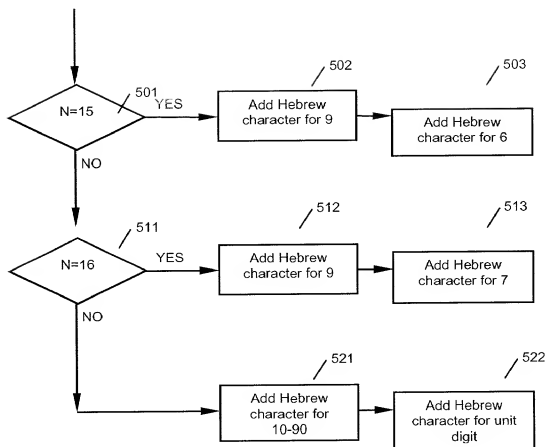 502
503
501
N=15
YES
Add Hebrew
character for 9
Add Hebrew
character for 6
NO
512
513
511
N=16
YES
Add Hebrew
character for 9
Add Hebrew
character for 7
NO
521
522
Add Hebrew
character for
10-90
Add Hebrew
character for unit
digit